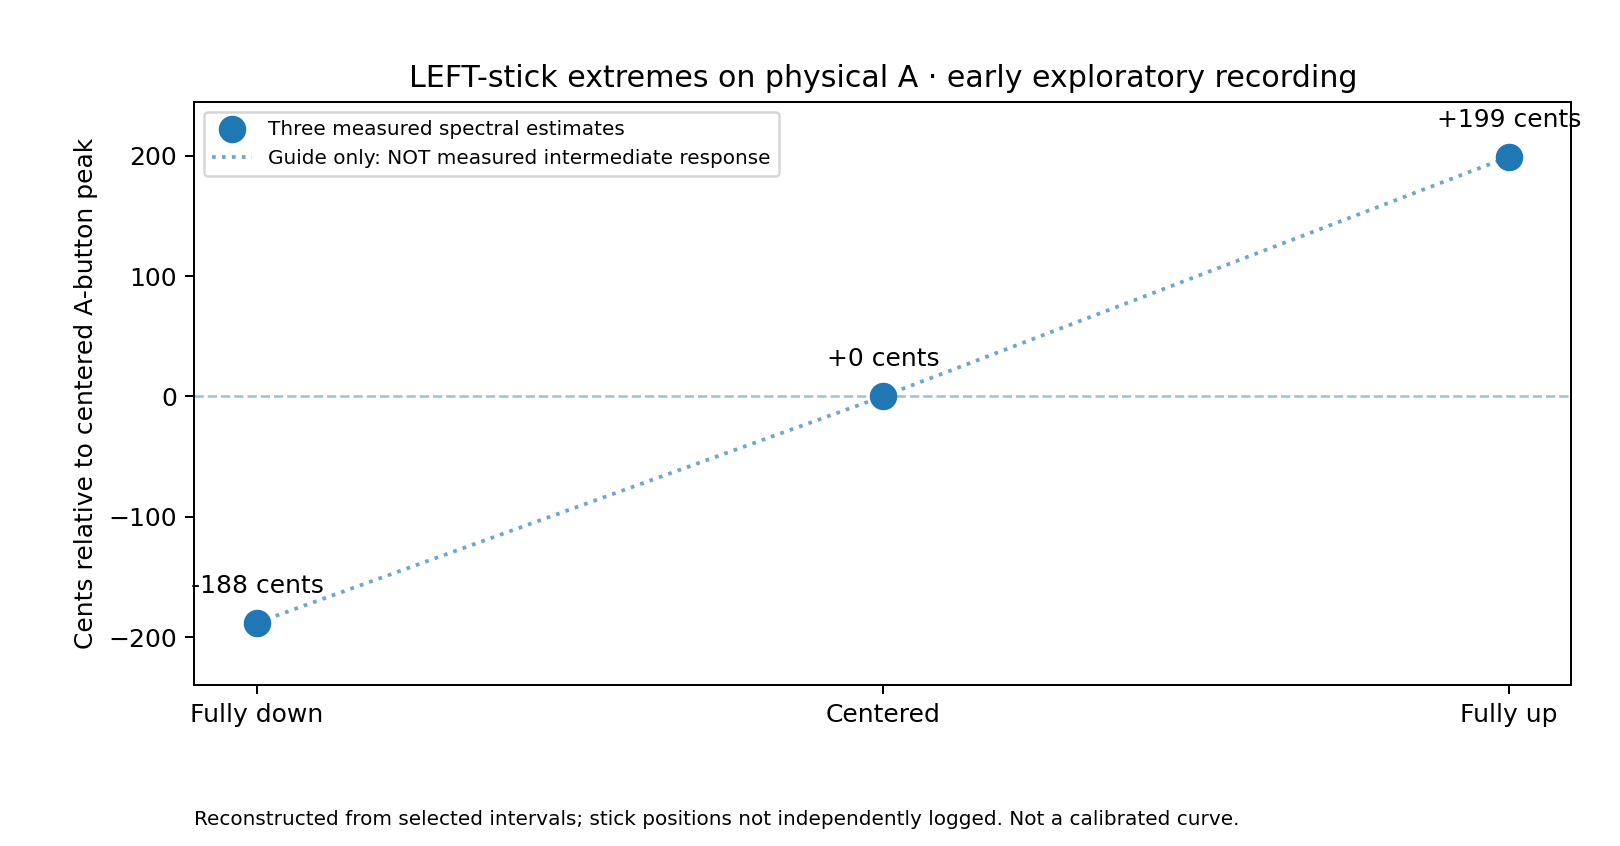 LEFT-stick extremes on physical A · early exploratory recording
Three measured spectral estimates
Guide only: NOT measured intermediate response
+199 cents
+0 cents
-188 cents
Cents relative to centered A-button peak
200
100
0
−100
−200
Fully down
Centered
Fully up
Reconstructed from selected intervals; stick positions not independently logged. Not a calibrated curve.